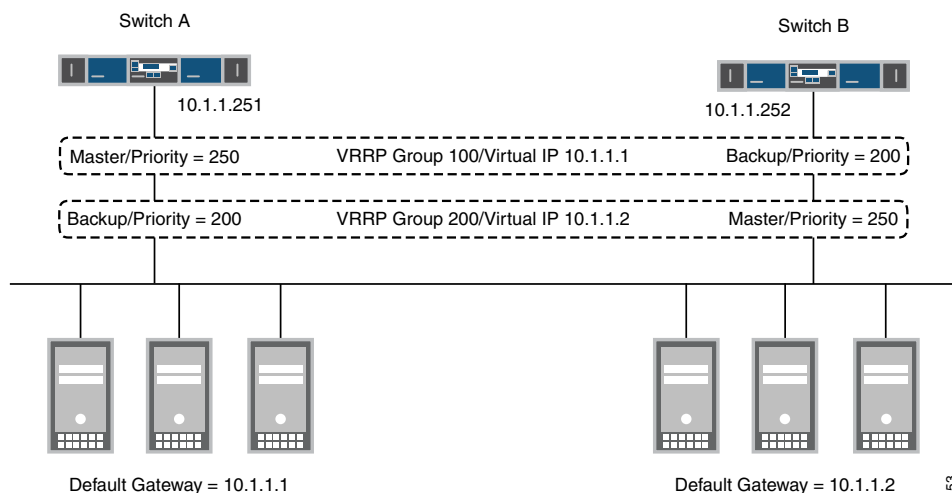 Switch A
Switch B
10.1.1.251
10.1.1.252
Master/Priority = 250 VRRP Group 100/Virtual IP 10.1.1.1 Backup/Priority = 200
Backup/Priority = 200 VRRP Group 200/Virtual IP 10.1.1.2 Master/Priority = 250
Default Gateway = 10.1.1.1 Default Gateway = 10.1.1.2